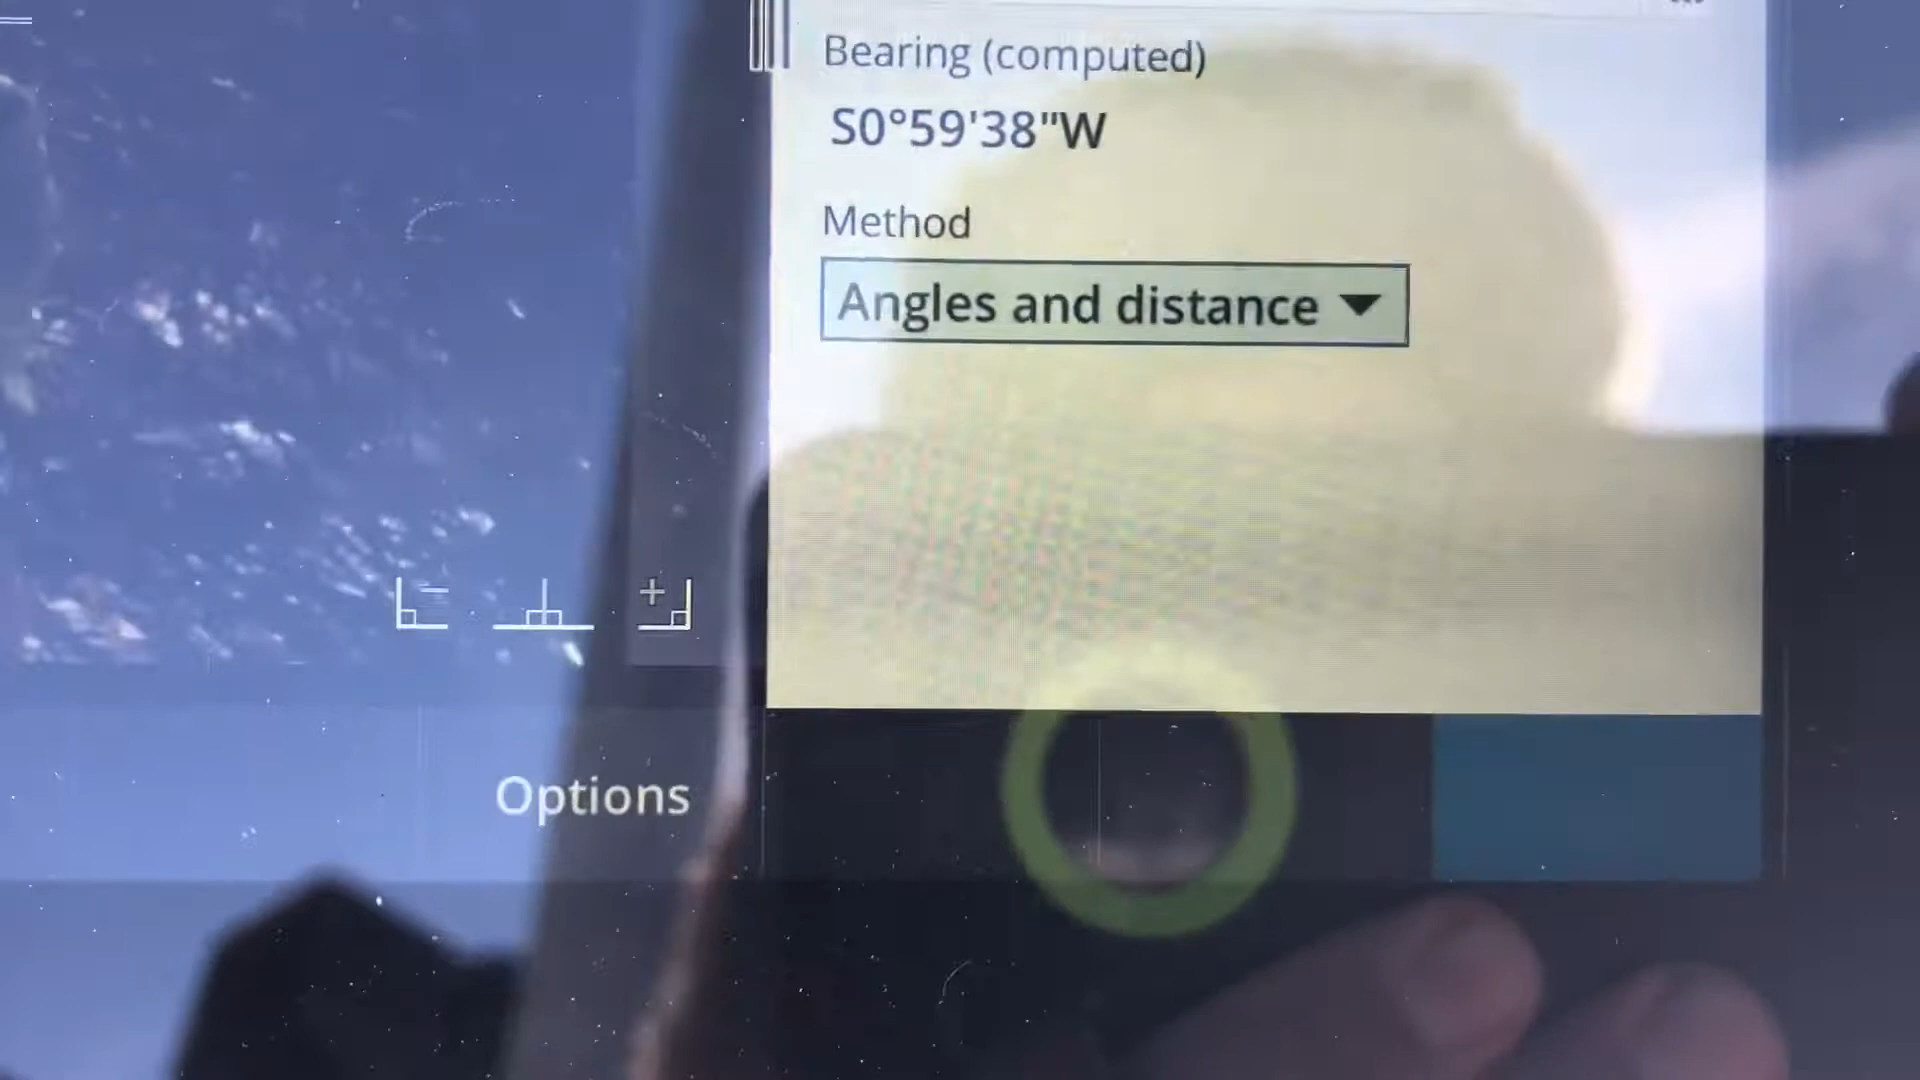 Bearing (computed)
S0°59'38"W
Method
Angles and distance
Options